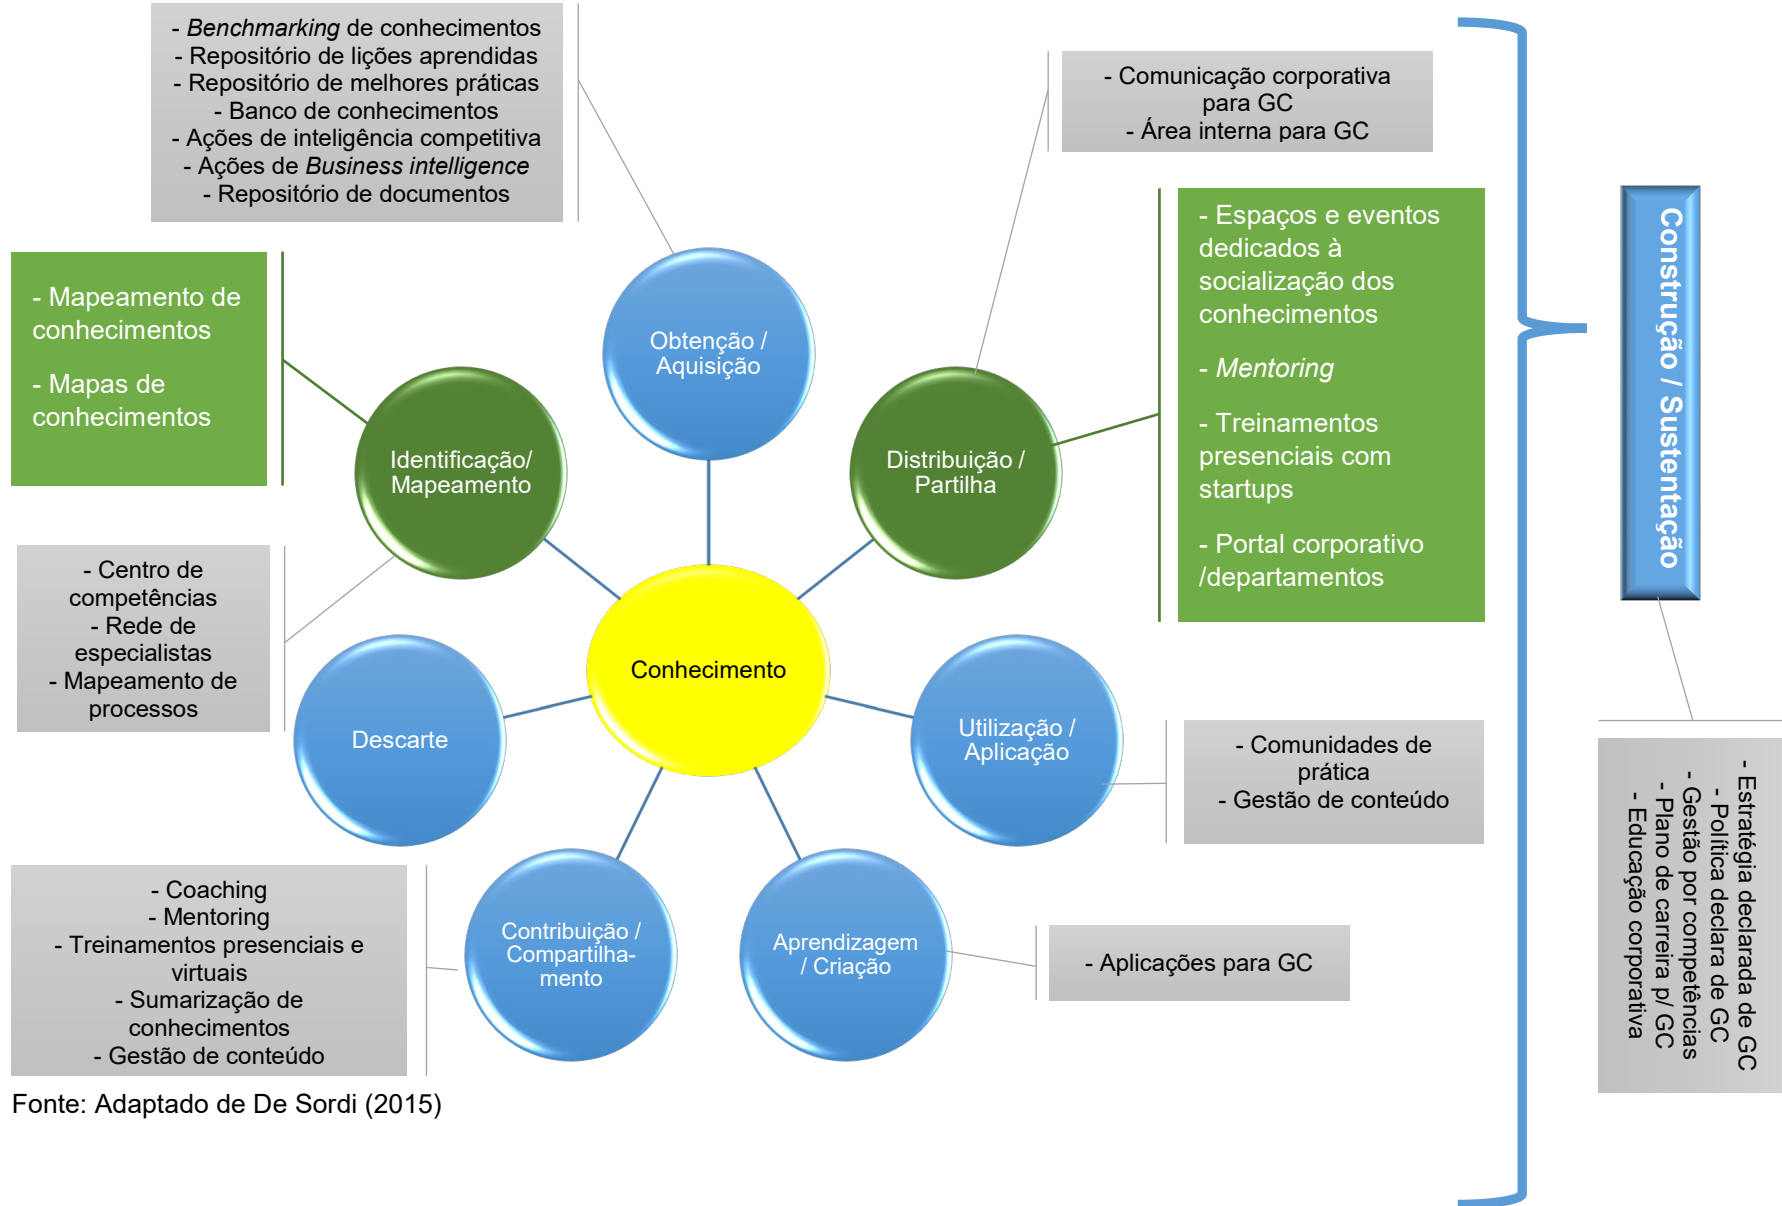 - Benchmarking de conhecimentos
- Repositório de lições aprendidas
- Repositório de melhores práticas
- Banco de conhecimentos
- Ações de inteligência competitiva
- Ações de Business intelligence
- Repositório de documentos
- Comunicação corporativa
para GC
- Área interna para GC
- Mapeamento de
conhecimentos
- Mapas de
conhecimentos
Obtenção /
Aquisição
- Espaços e eventos
dedicados à
socialização dos
conhecimentos
- Mentoring
- Treinamentos
presenciais com
startups
- Portal corporativo
/departamentos
Construção / Sustentação
Identificação/
Mapeamento
Distribuição /
Partilha
- Centro de
competências
- Rede de
especialistas
- Mapeamento de
processos
Conhecimento
Descarte
Utilização /
Aplicação
- Comunidades de
prática
- Gestão de conteúdo
- Estratégia declarada de GC
- Política declara de GC
- Gestão por competências
- Plano de carreira p/ GC
- Educação corporativa
- Coaching
- Mentoring
- Treinamentos presenciais e
virtuais
- Sumarização de
conhecimentos
- Gestão de conteúdo
Contribuição /
Compartilha-
mento
Aprendizagem
/ Criação
- Aplicações para GC
Fonte: Adaptado de De Sordi (2015)